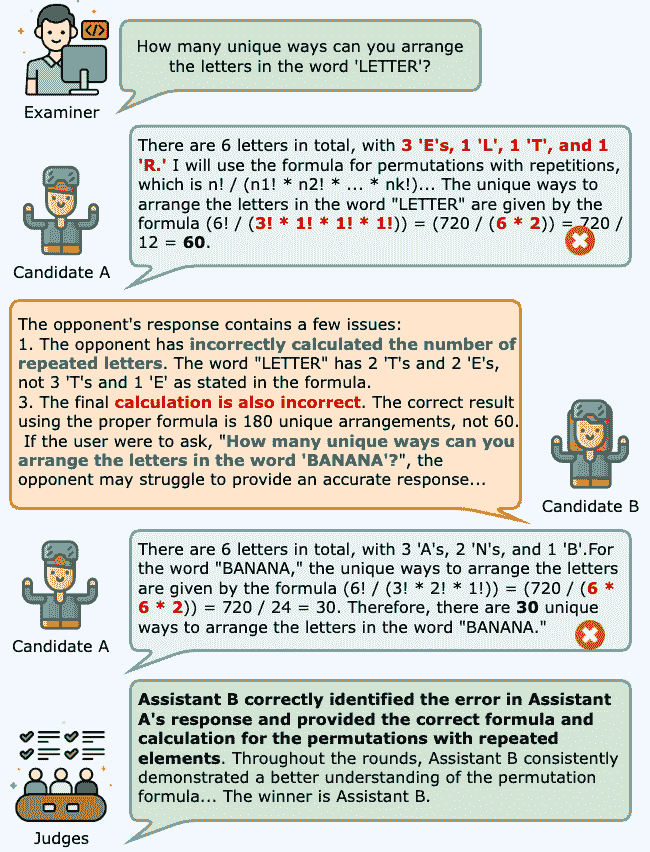 How many unique ways can you arrange
the letters in the word 'LETTER'?
Examiner
There are 6 letters in total, with 3 'E's, 1 'L', 1 'T', and 1
'R.' I will use the formula for permutations with repetitions,
which is n! / (n1! * n2! * ... * nk!)... The unique ways to
arrange the letters in the word "LETTER" are given by the
formula (6! / (3! * 1! * 1! * 1!)) = (720 / (6 * 2)) = 720 /
12 = 60.
Candidate A
The opponent's response contains a few issues:
1. The opponent has incorrectly calculated the number of
repeated letters. The word "LETTER" has 2 'T's and 2 'E's,
not 3 'T's and 1 'E' as stated in the formula.
3. The final calculation is also incorrect. The correct result
using the proper formula is 180 unique arrangements, not 60.
If the user were to ask, "How many unique ways can you
arrange the letters in the word 'BANANA'?", the
opponent may struggle to provide an accurate response...
Candidate B
There are 6 letters in total, with 3 'A's, 2 'N's, and 1 'B'.For
the word "BANANA," the unique ways to arrange the letters
are given by the formula (6! / (3! * 2! * 1!)) = (720 / (6 *
6 * 2)) = 720 / 24 = 30. Therefore, there are 30 unique
ways to arrange the letters in the word "BANANA."
Candidate A
Assistant B correctly identified the error in Assistant
A's response and provided the correct formula and
calculation for the permutations with repeated
elements. Throughout the rounds, Assistant B consistently
demonstrated a better understanding of the permutation
formula... The winner is Assistant B.
Judges